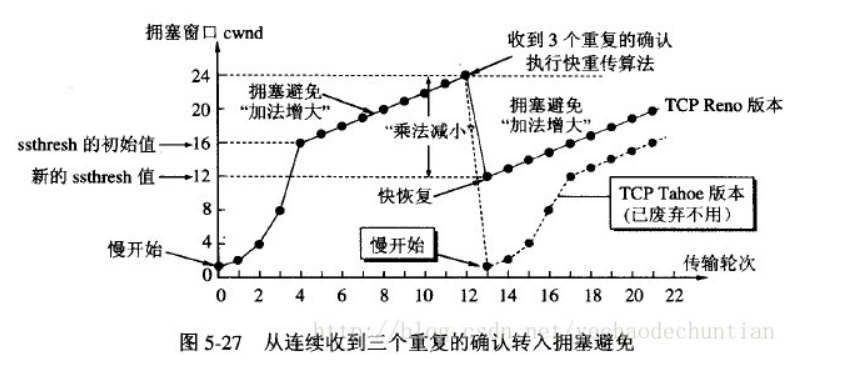 拥塞窗口 cwnd
收到 3 个重复的确认
执行快重传算法
24
拥塞避免
“加法增大”
拥塞避免
“加法增大”
TCP Reno 版本
20
“乘法减小”
ssthresh 的初始值
16
新的 ssthresh 值
12
快恢复
TCP Tahoe 版本
(已废弃不用)
8
慢开始
4
慢开始
传输轮次
0
0 2 4 6 8 10 12 14 16 18 20 22
http://blog.csdn.net/yechaodechuntian
图 5-27 从连续收到三个重复的确认转入拥塞避免